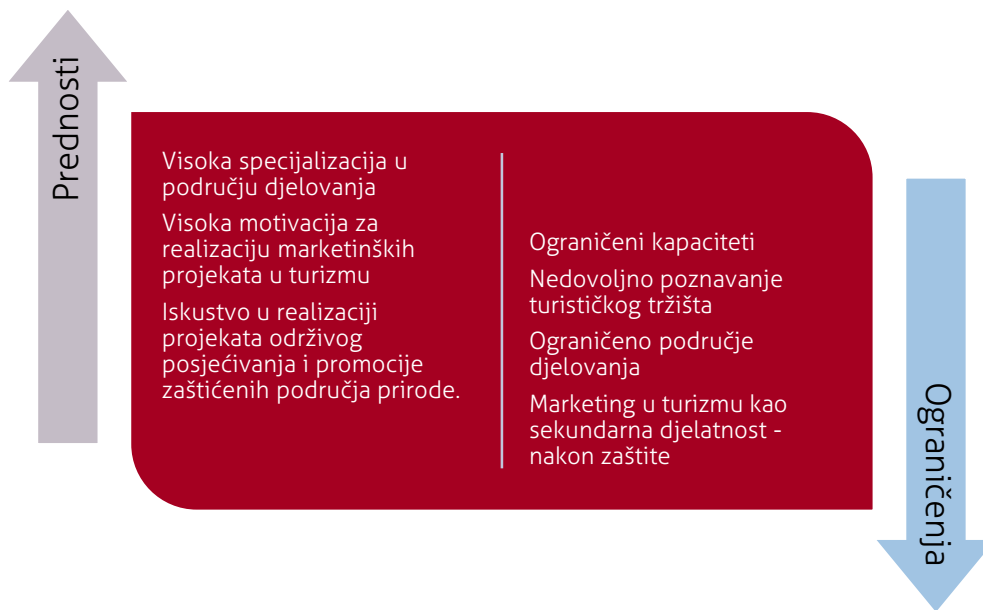 Prednosti
Visoka specijalizacija u
području djelovanja
Visoka motivacija za
realizaciju marketinških
projekata u turizmu
Iskustvo u realizaciji
projekata održivog
posjećivanja i promocije
zaštićenih područja prirode.
Ograničeni kapaciteti
Nedovoljno poznavanje
turističkog tržišta
Ograničeno područje
djelovanja
Marketing u turizmu kao
sekundarna djelatnost -
nakon zaštite
Ograničenja